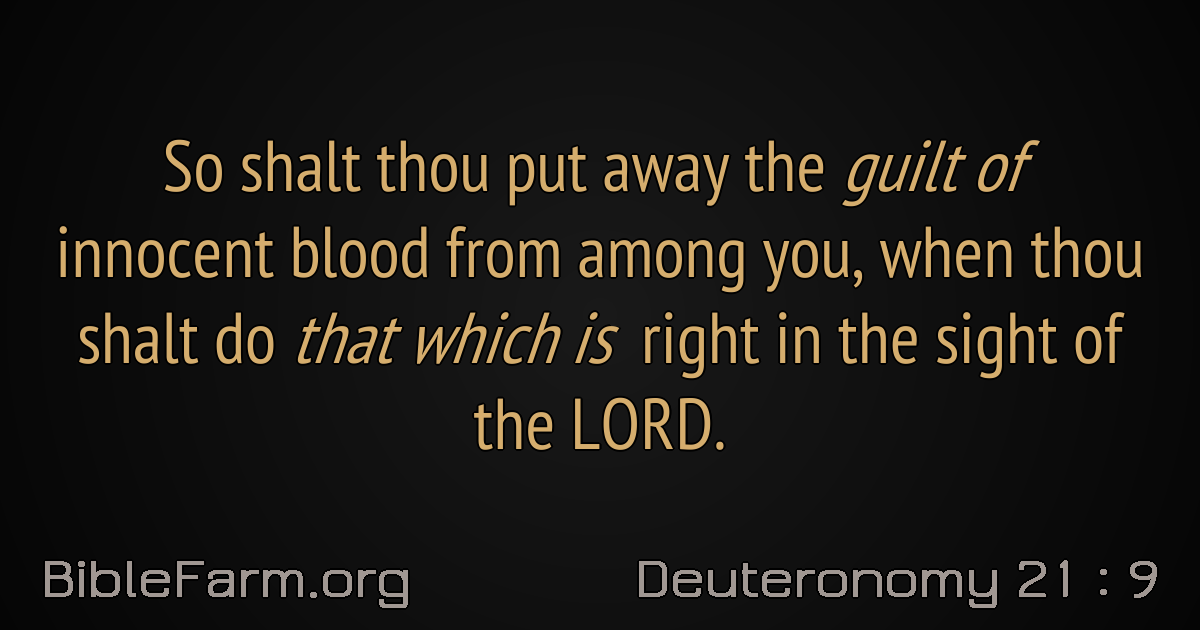 So shalt thou put away the guilt of
innocent blood from among you, when thou
shalt do that which is right in the sight of
the LORD.
BibleFarm.org
Deuteronomy 21 : 9